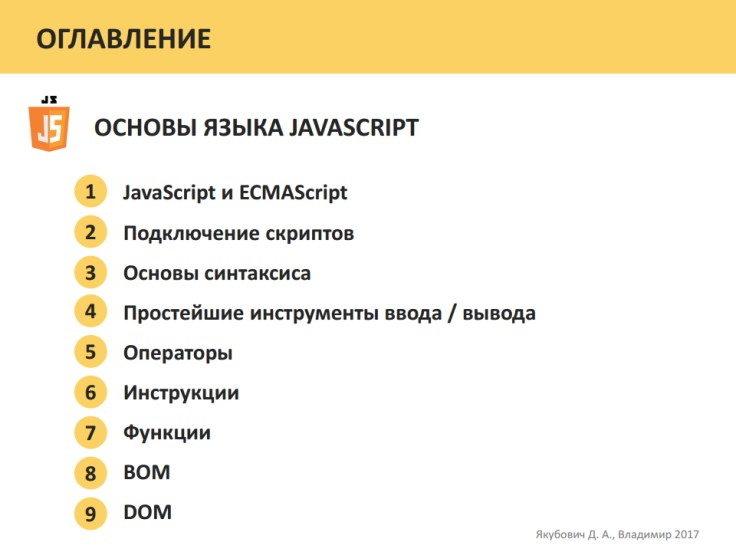 ОГЛАВЛЕНИЕ
JS
JS
ОСНОВЫ ЯЗЫКА JAVASCRIPT
1 JavaScript и ECMAScript
2 Подключение скриптов
3 Основы синтаксиса
4 Простейшие инструменты ввода / вывода
5 Операторы
6 Инструкции
7 Функции
8 BOM
9 DOM
Якубович Д. А., Владимир 2017